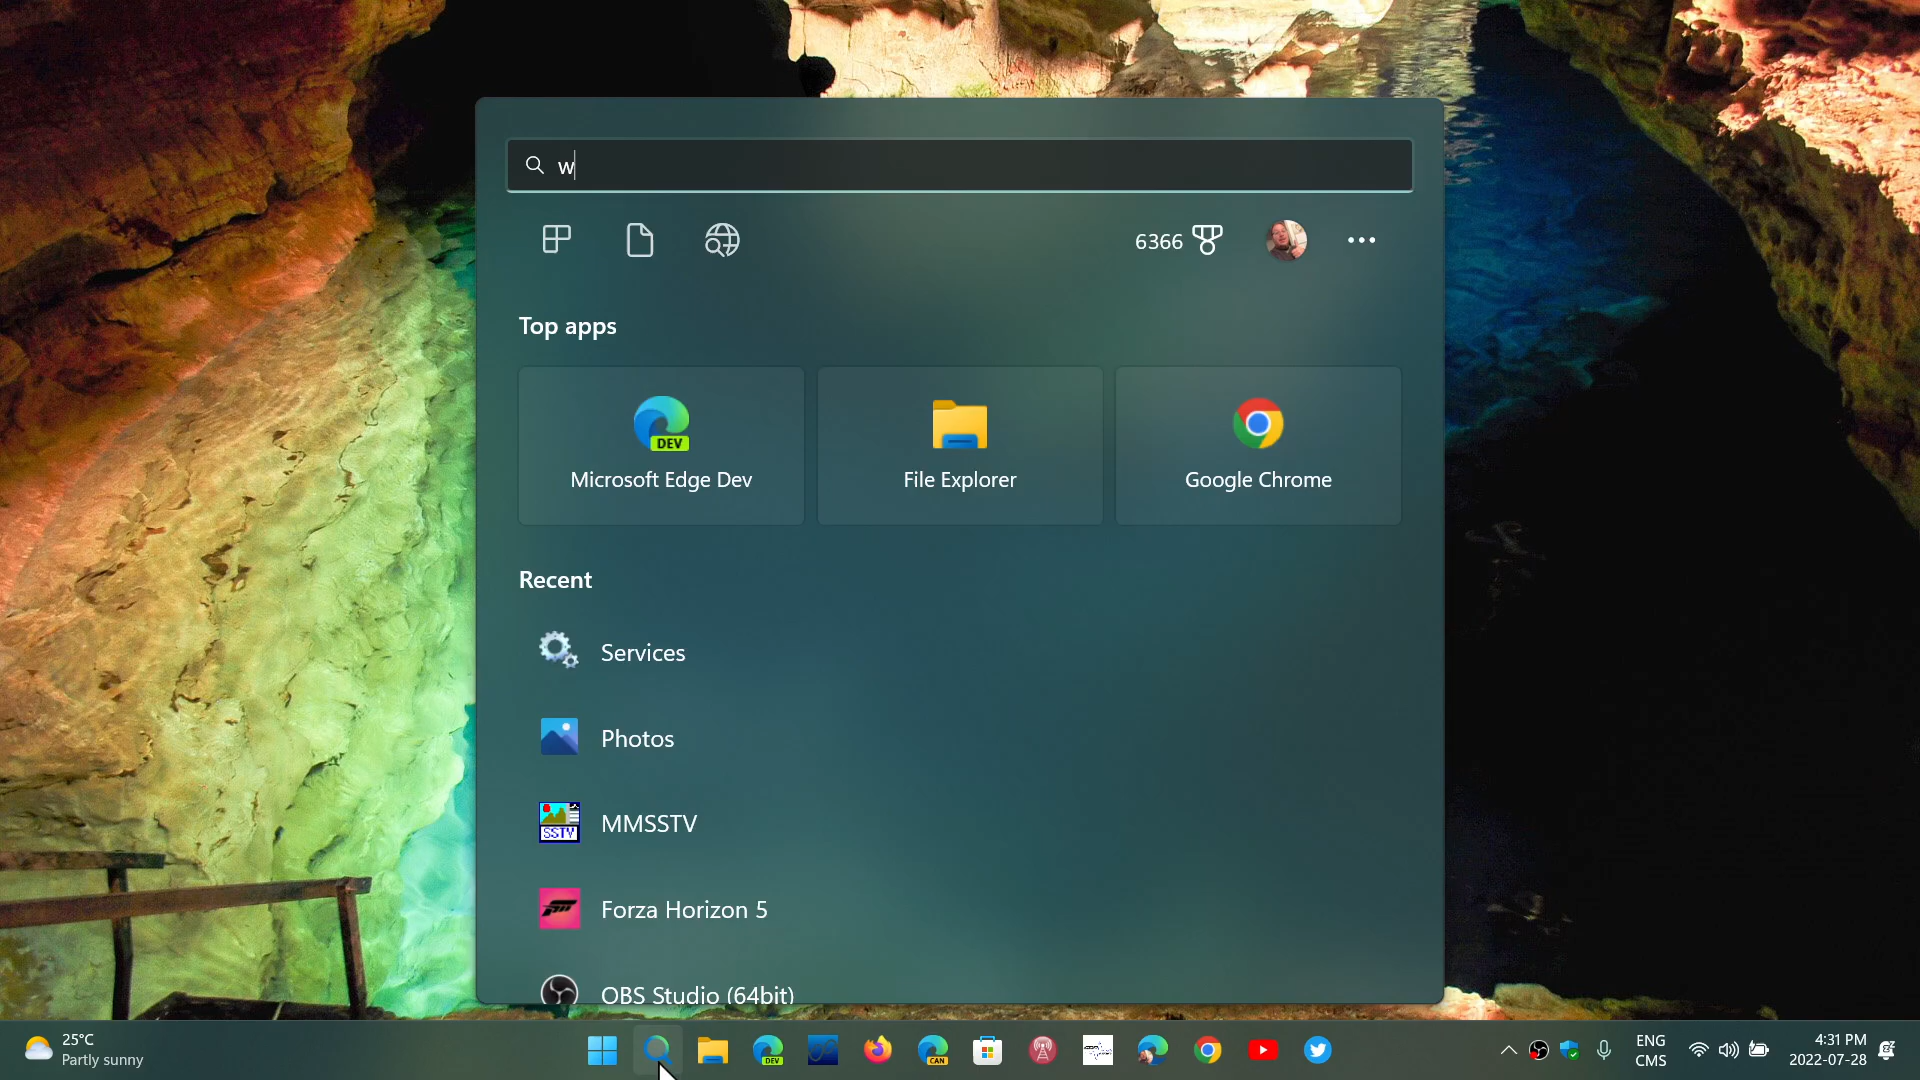 w
6366
Top apps
DEV
Microsoft Edge Dev
File Explorer
Google Chrome
Recent
Services
Photos
SSTV
MMSSTV
Forza Horizon 5
OBS Studio (64bit)
25°C
Partly sunny
DEV
CAN
ENG
CMS
4:31 PM
2022-07-28